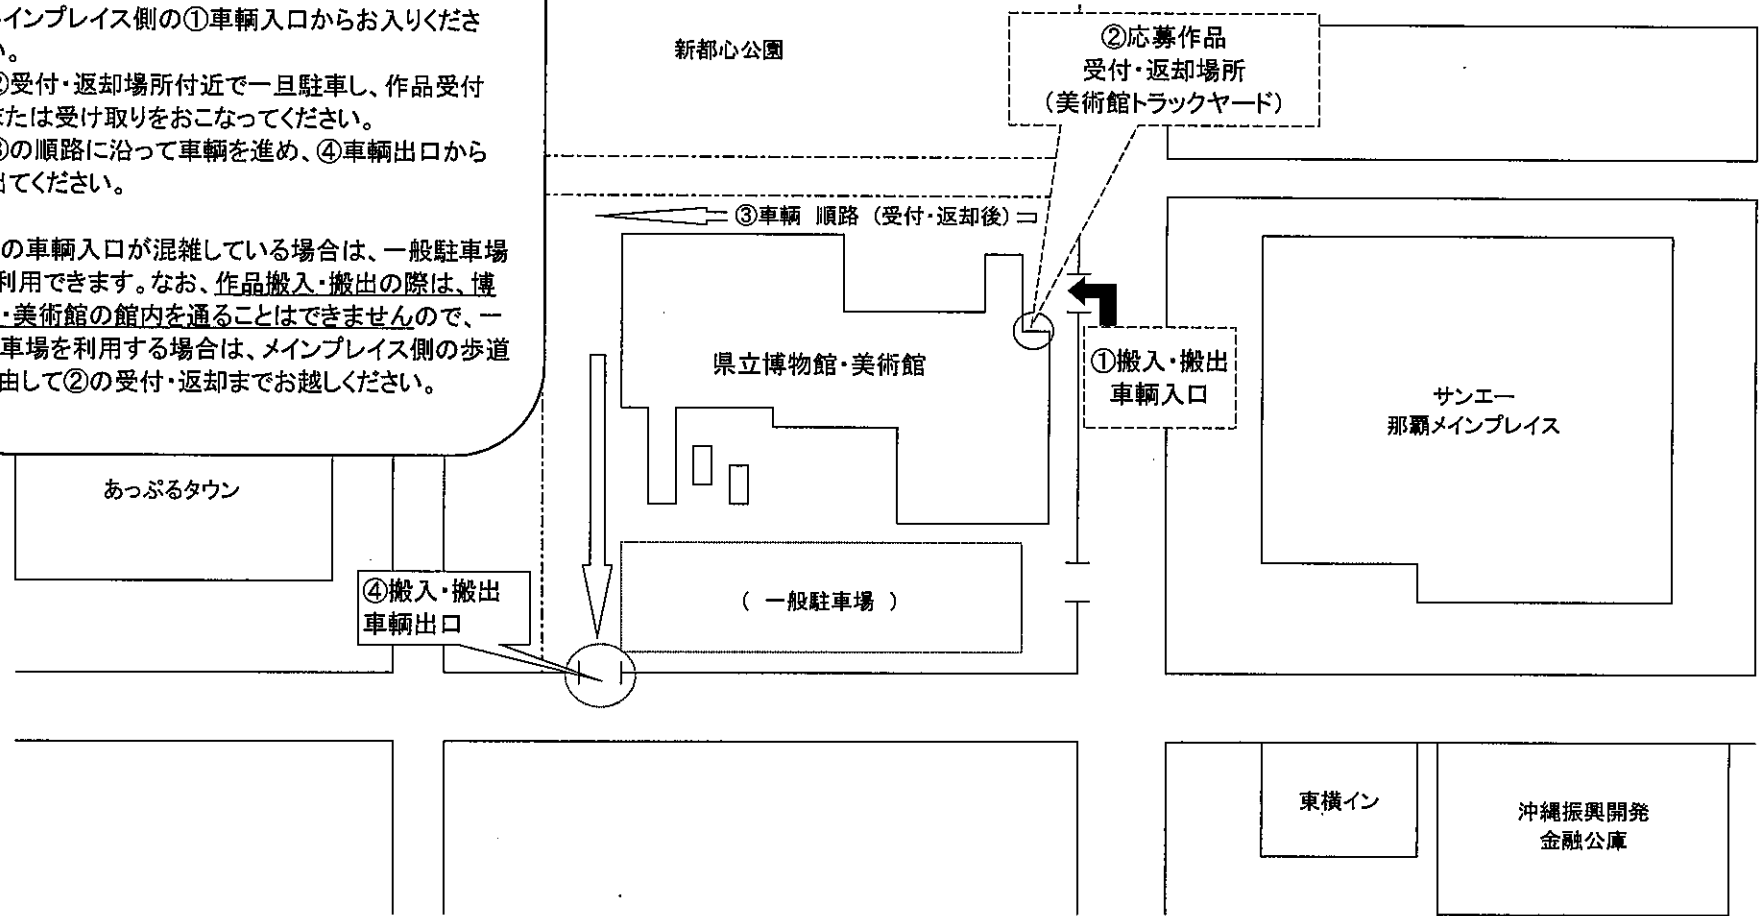 インプレイス側の①車輌入口からお入りくださ
い。
②受付・返却場所付近で一旦駐車し、作品受付
または受け取りをおこなってください。
③の順路に沿って車輌を進め、④車輌出口から
出てください。
の車輌入口が混雑している場合は、一般駐車場
利用できます。なお、作品搬入・搬出の際は、博
・美術館の館内を通ることはできませんので、一
車場を利用する場合は、メインプレイス側の歩道
由して②の受付・返却までお越しください。
新都心公園
②応募作品
受付・返却場所
（美術館トラックヤード）
③車輌 順路（受付・返却後）
県立博物館・美術館
①搬入・搬出
車輌入口
サンエー
那覇メインプレイス
あっぷるタウン
④搬入・搬出
車輌出口
（ 一般駐車場 ）
東横イン
沖縄振興開発
金融公庫